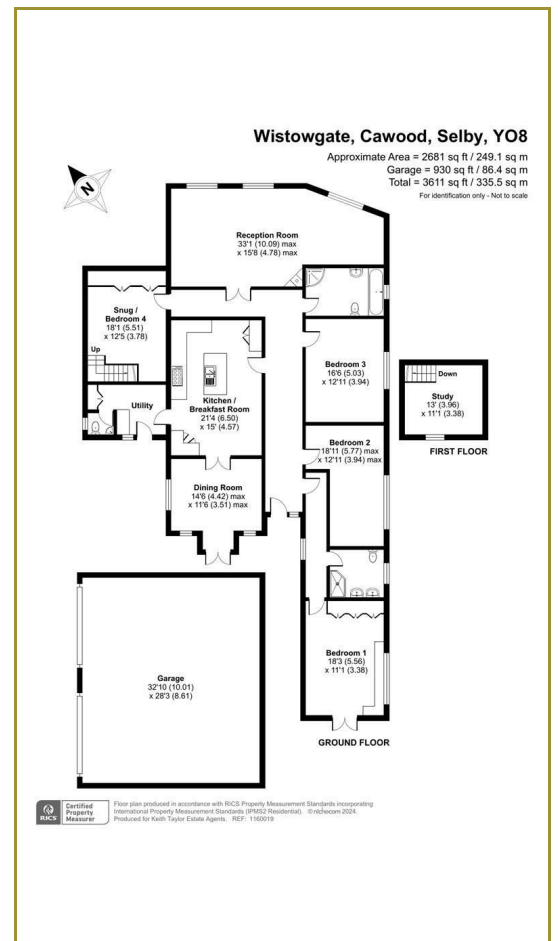 Wistowgate, Cawood, Selby, YO8
Approximate Area = 2681 sq ft / 249.1 sq m
Garage = 930 sq ft / 86.4 sq m
Total = 3611 sq ft / 335.5 sq m
For identification only - Not to scale
N
Reception Room
33'1 (10.09) max
x 15'8 (4.78) max
Snug /
Bedroom 4
18'1 (5.51)
x 12'5 (3.78)
Up
Kitchen /
Breakfast Room
21'4 (6.50)
x 15' (4.57)
Utility
Bedroom 3
16'6 (5.03)
x 12'11 (3.94)
Down
Study
13' (3.96)
x 11'1 (3.38)
FIRST FLOOR
Bedroom 2
18'11 (5.77) max
x 12'11 (3.94) max
Dining Room
14'6 (4.42) max
x 11'6 (3.51) max
Bedroom 1
18'3 (5.56)
x 11'1 (3.38)
Garage
32'10 (10.01)
x 28'3 (8.61)
GROUND FLOOR
RICS
Certified
Property
Measurer
Floor plan produced in accordance with RICS Property Measurement Standards incorporating
International Property Measurement Standards (IPMS2 Residential). ©nichecom 2024.
Produced for Keith Taylor Estate Agents. REF: 1160019